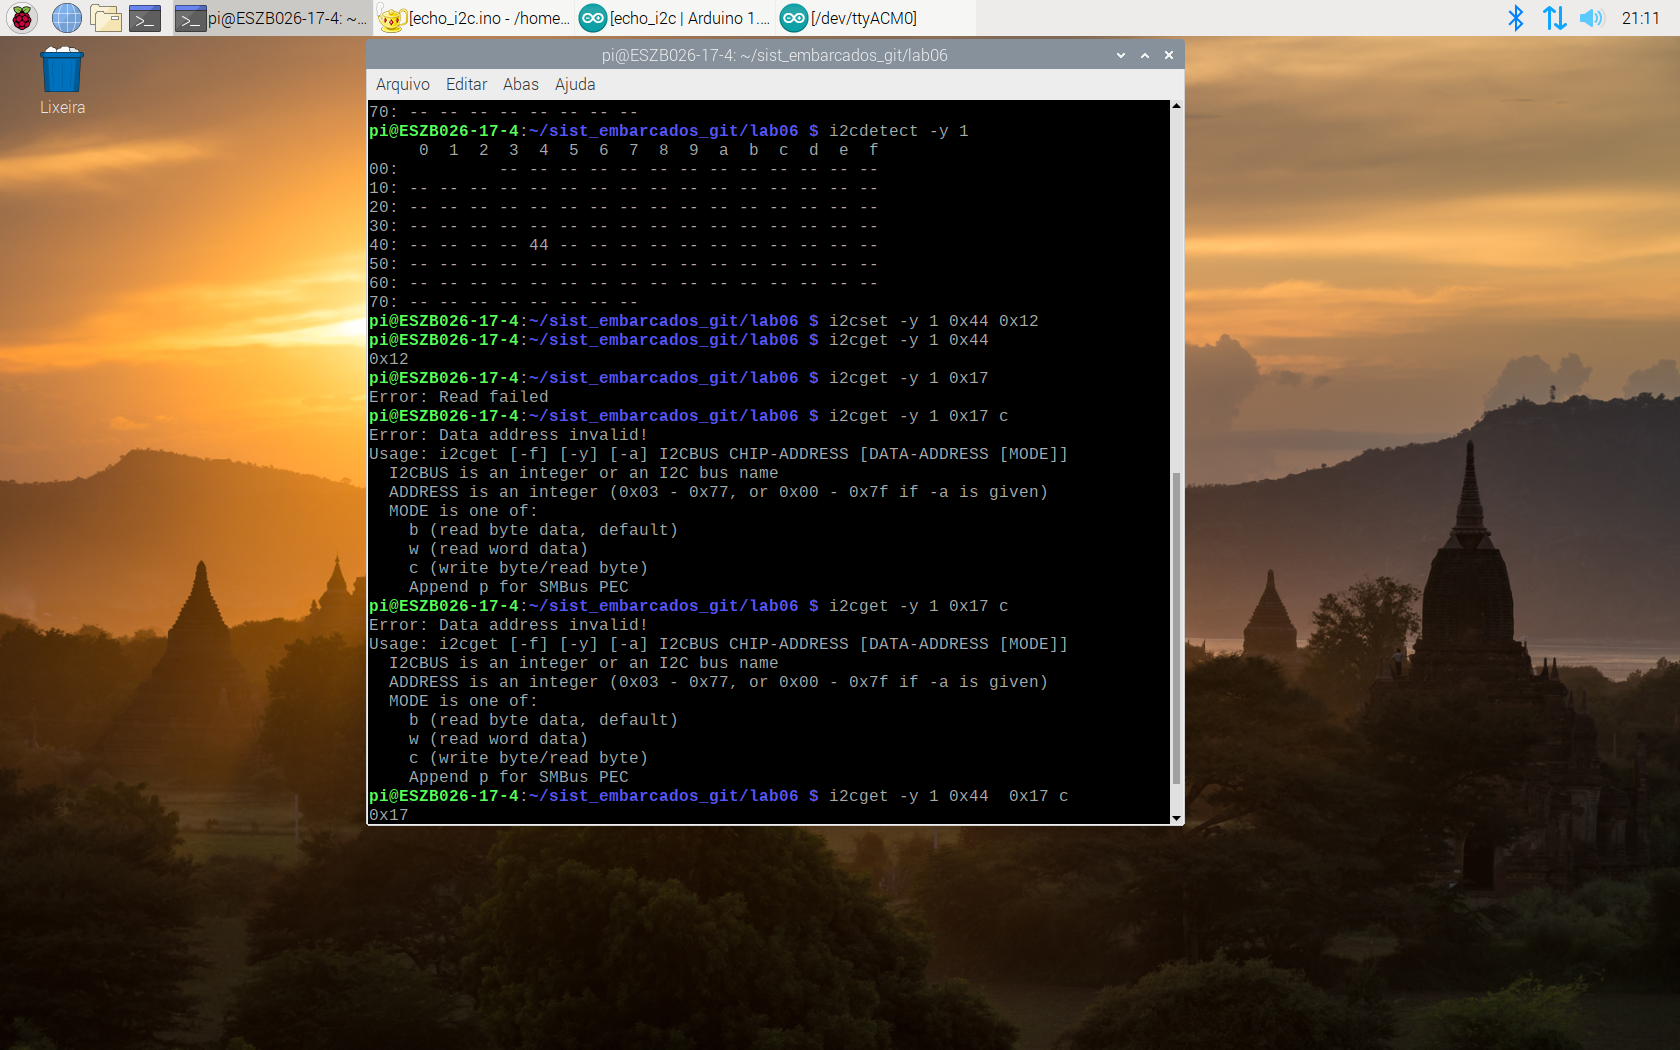 pi@ESZB026-17-4: ~...
[echo_i2c.ino - /home...
[echo_i2c | Arduino 1....
[/dev/ttyACM0]
21:11
Lixeira
pi@ESZB026-17-4: ~/sist_embarcados_git/lab06
Arquivo Editar Abas Ajuda
70: -- -- -- -- -- -- -- --
pi@ESZB026-17-4:~/sist_embarcados_git/lab06 $ i2cdetect -y 1
     0  1  2  3  4  5  6  7  8  9  a  b  c  d  e  f
00:          -- -- -- -- -- -- -- -- -- -- -- -- --
10: -- -- -- -- -- -- -- -- -- -- -- -- -- -- -- --
20: -- -- -- -- -- -- -- -- -- -- -- -- -- -- -- --
30: -- -- -- -- -- -- -- -- -- -- -- -- -- -- -- --
40: -- -- -- -- 44 -- -- -- -- -- -- -- -- -- -- --
50: -- -- -- -- -- -- -- -- -- -- -- -- -- -- -- --
60: -- -- -- -- -- -- -- -- -- -- -- -- -- -- -- --
70: -- -- -- -- -- -- -- --
pi@ESZB026-17-4:~/sist_embarcados_git/lab06 $ i2cset -y 1 0x44 0x12
pi@ESZB026-17-4:~/sist_embarcados_git/lab06 $ i2cget -y 1 0x44
0x12
pi@ESZB026-17-4:~/sist_embarcados_git/lab06 $ i2cget -y 1 0x17
Error: Read failed
pi@ESZB026-17-4:~/sist_embarcados_git/lab06 $ i2cget -y 1 0x17 c
Error: Data address invalid!
Usage: i2cget [-f] [-y] [-a] I2CBUS CHIP-ADDRESS [DATA-ADDRESS [MODE]]
  I2CBUS is an integer or an I2C bus name
  ADDRESS is an integer (0x03 - 0x77, or 0x00 - 0x7f if -a is given)
  MODE is one of:
    b (read byte data, default)
    w (read word data)
    c (write byte/read byte)
    Append p for SMBus PEC
pi@ESZB026-17-4:~/sist_embarcados_git/lab06 $ i2cget -y 1 0x17 c
Error: Data address invalid!
Usage: i2cget [-f] [-y] [-a] I2CBUS CHIP-ADDRESS [DATA-ADDRESS [MODE]]
  I2CBUS is an integer or an I2C bus name
  ADDRESS is an integer (0x03 - 0x77, or 0x00 - 0x7f if -a is given)
  MODE is one of:
    b (read byte data, default)
    w (read word data)
    c (write byte/read byte)
    Append p for SMBus PEC
pi@ESZB026-17-4:~/sist_embarcados_git/lab06 $ i2cget -y 1 0x44  0x17 c
0x17